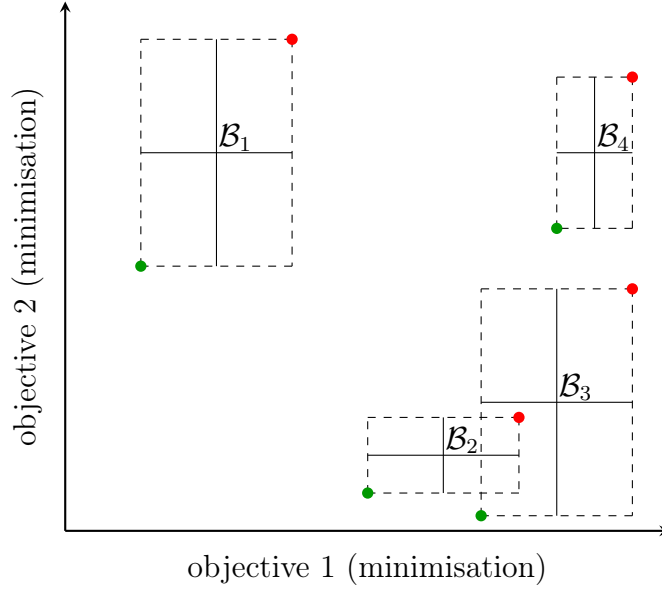 objective 2 (minimisation)
ℬ₁
ℬ₄
ℬ₃
ℬ₂
objective 1 (minimisation)